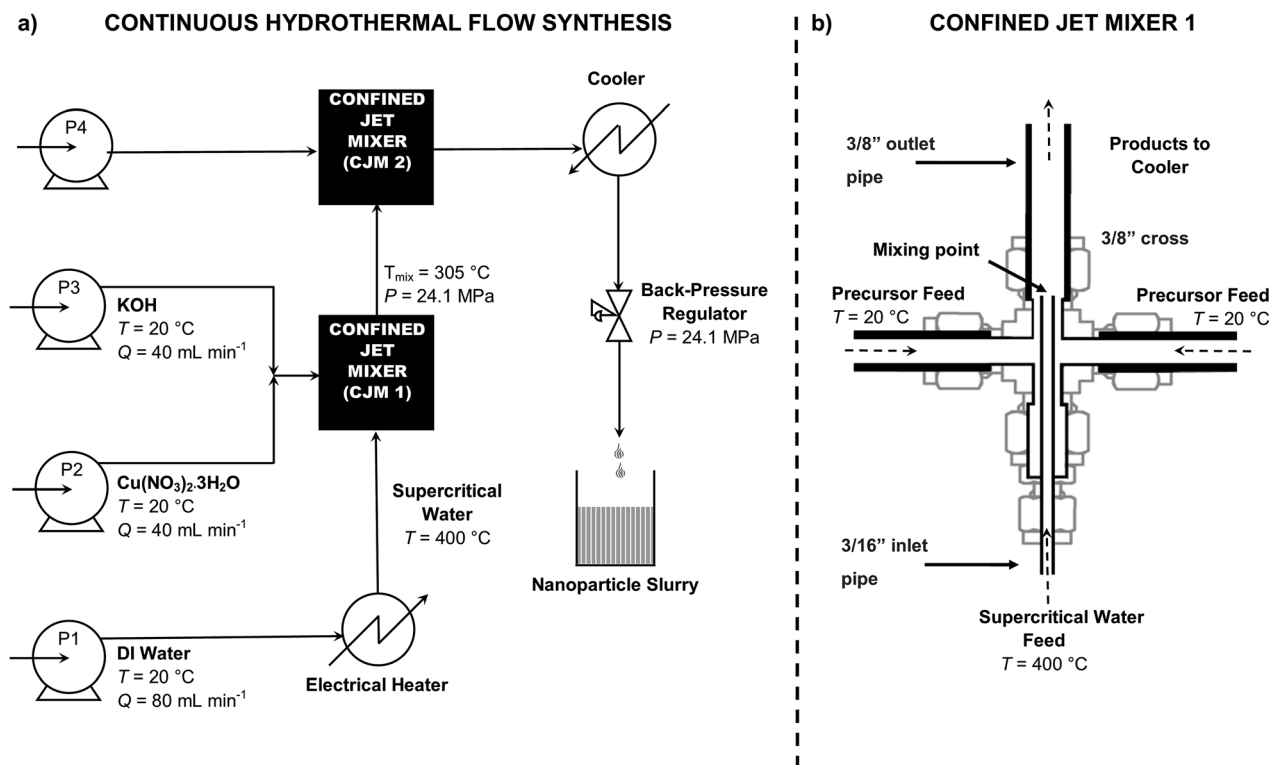 a) CONTINUOUS HYDROTHERMAL FLOW SYNTHESIS
P4
CONFINED
JET
MIXER
(CJM 2)
Cooler
P3
KOH
T = 20 °C
Q = 40 mL min⁻¹
Tmix = 305 °C
P = 24.1 MPa
Back-Pressure
Regulator
P = 24.1 MPa
CONFINED
JET
MIXER
(CJM 1)
P2
Cu(NO₃)₂.3H₂O
T = 20 °C
Q = 40 mL min⁻¹
Supercritical
Water
T = 400 °C
Nanoparticle Slurry
P1
DI Water
T = 20 °C
Q = 80 mL min⁻¹
Electrical Heater
b) CONFINED JET MIXER 1
3/8” outlet
pipe
Products to
Cooler
3/8” cross
Mixing point
Precursor Feed
T = 20 °C
Precursor Feed
T = 20 °C
3/16” inlet
pipe
Supercritical Water
Feed
T = 400 °C